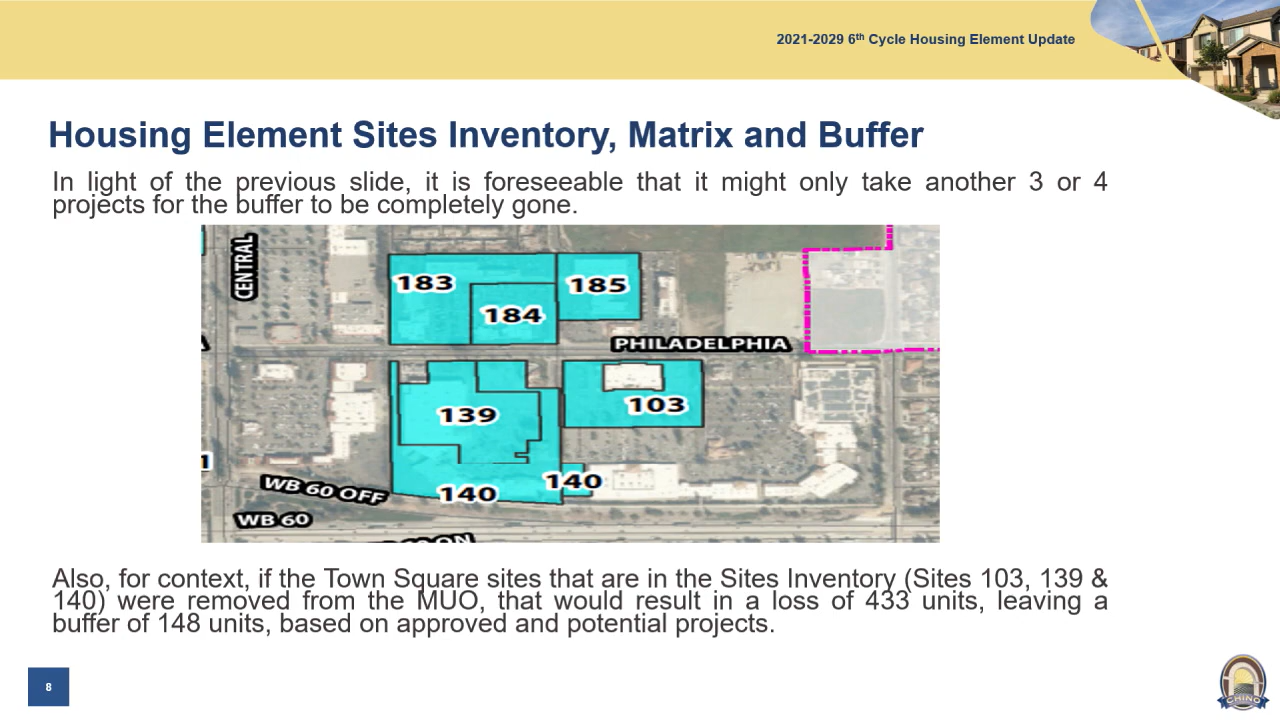 2021-2029 6th Cycle Housing Element Update
Housing Element Sites Inventory, Matrix and Buffer
In light of the previous slide, it is foreseeable that it might only take another 3 or 4
projects for the buffer to be completely gone.
CENTRAL
183
185
184
PHILADELPHIA
139
103
1
140
140
WB 60 OFF
WB 60
ON
Also, for context, if the Town Square sites that are in the Sites Inventory (Sites 103, 139 &
140) were removed from the MUO, that would result in a loss of 433 units, leaving a
buffer of 148 units, based on approved and potential projects.
8
CHINO